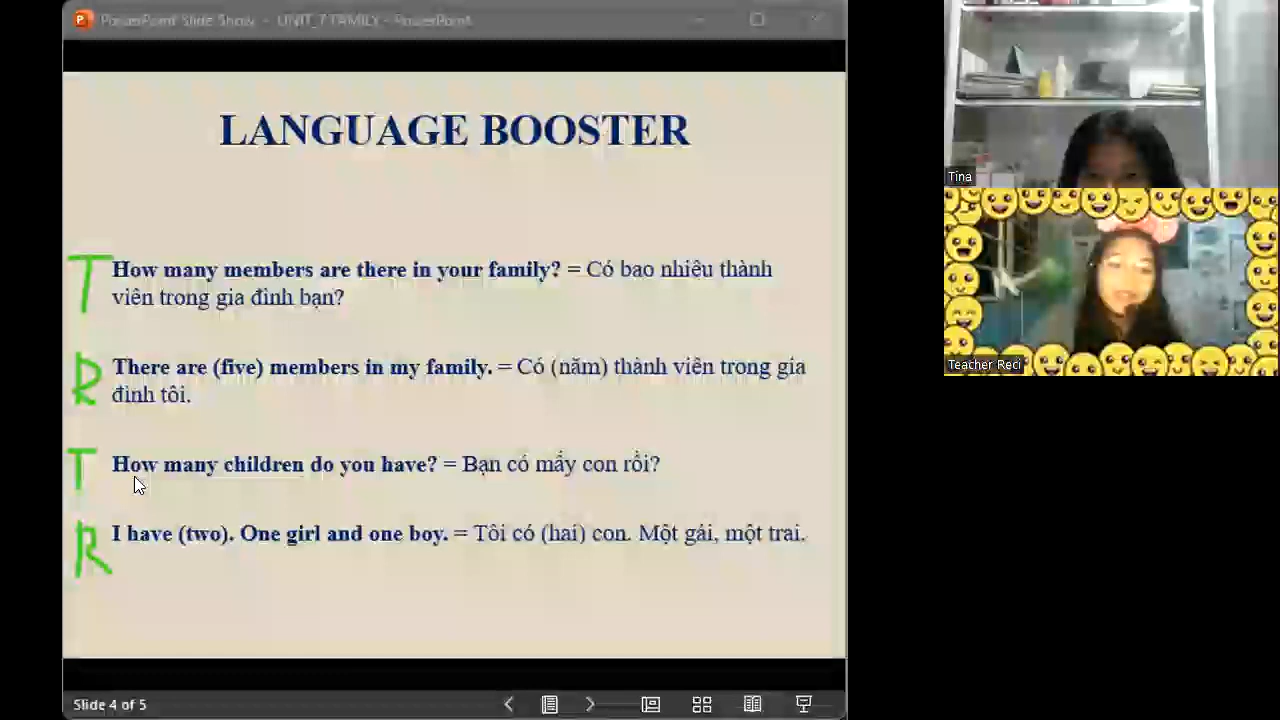 PowerPoint Slide Show - UNIT_7 FAMILY - PowerPoint
LANGUAGE BOOSTER
T
How many members are there in your family? = Có bao nhiêu thành
viên trong gia đình bạn?
R
There are (five) members in my family. = Có (năm) thành viên trong gia
đình tôi.
T
How many children do you have? = Bạn có mấy con rồi?
R
I have (two). One girl and one boy. = Tôi có (hai) con. Một gái, một trai.
Slide 4 of 5
Tina
Teacher Reci